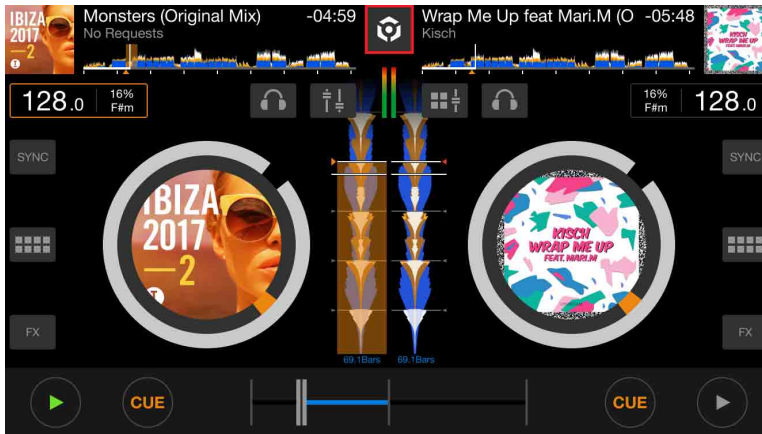 IBIZA
2017
—2
Monsters (Original Mix) -04:59
No Requests
Wrap Me Up feat Mari.M (O -05:48
Kisch
KISCH
WRAP ME UP
FEAT. MARI.M
128.0
16%
F#m
16%
F#m
128.0
SYNC
SYNC
IBIZA
2017
—2
KISCH
WRAP ME UP
FEAT. MARI.M
FX
FX
69.1Bars
69.1Bars
CUE
CUE